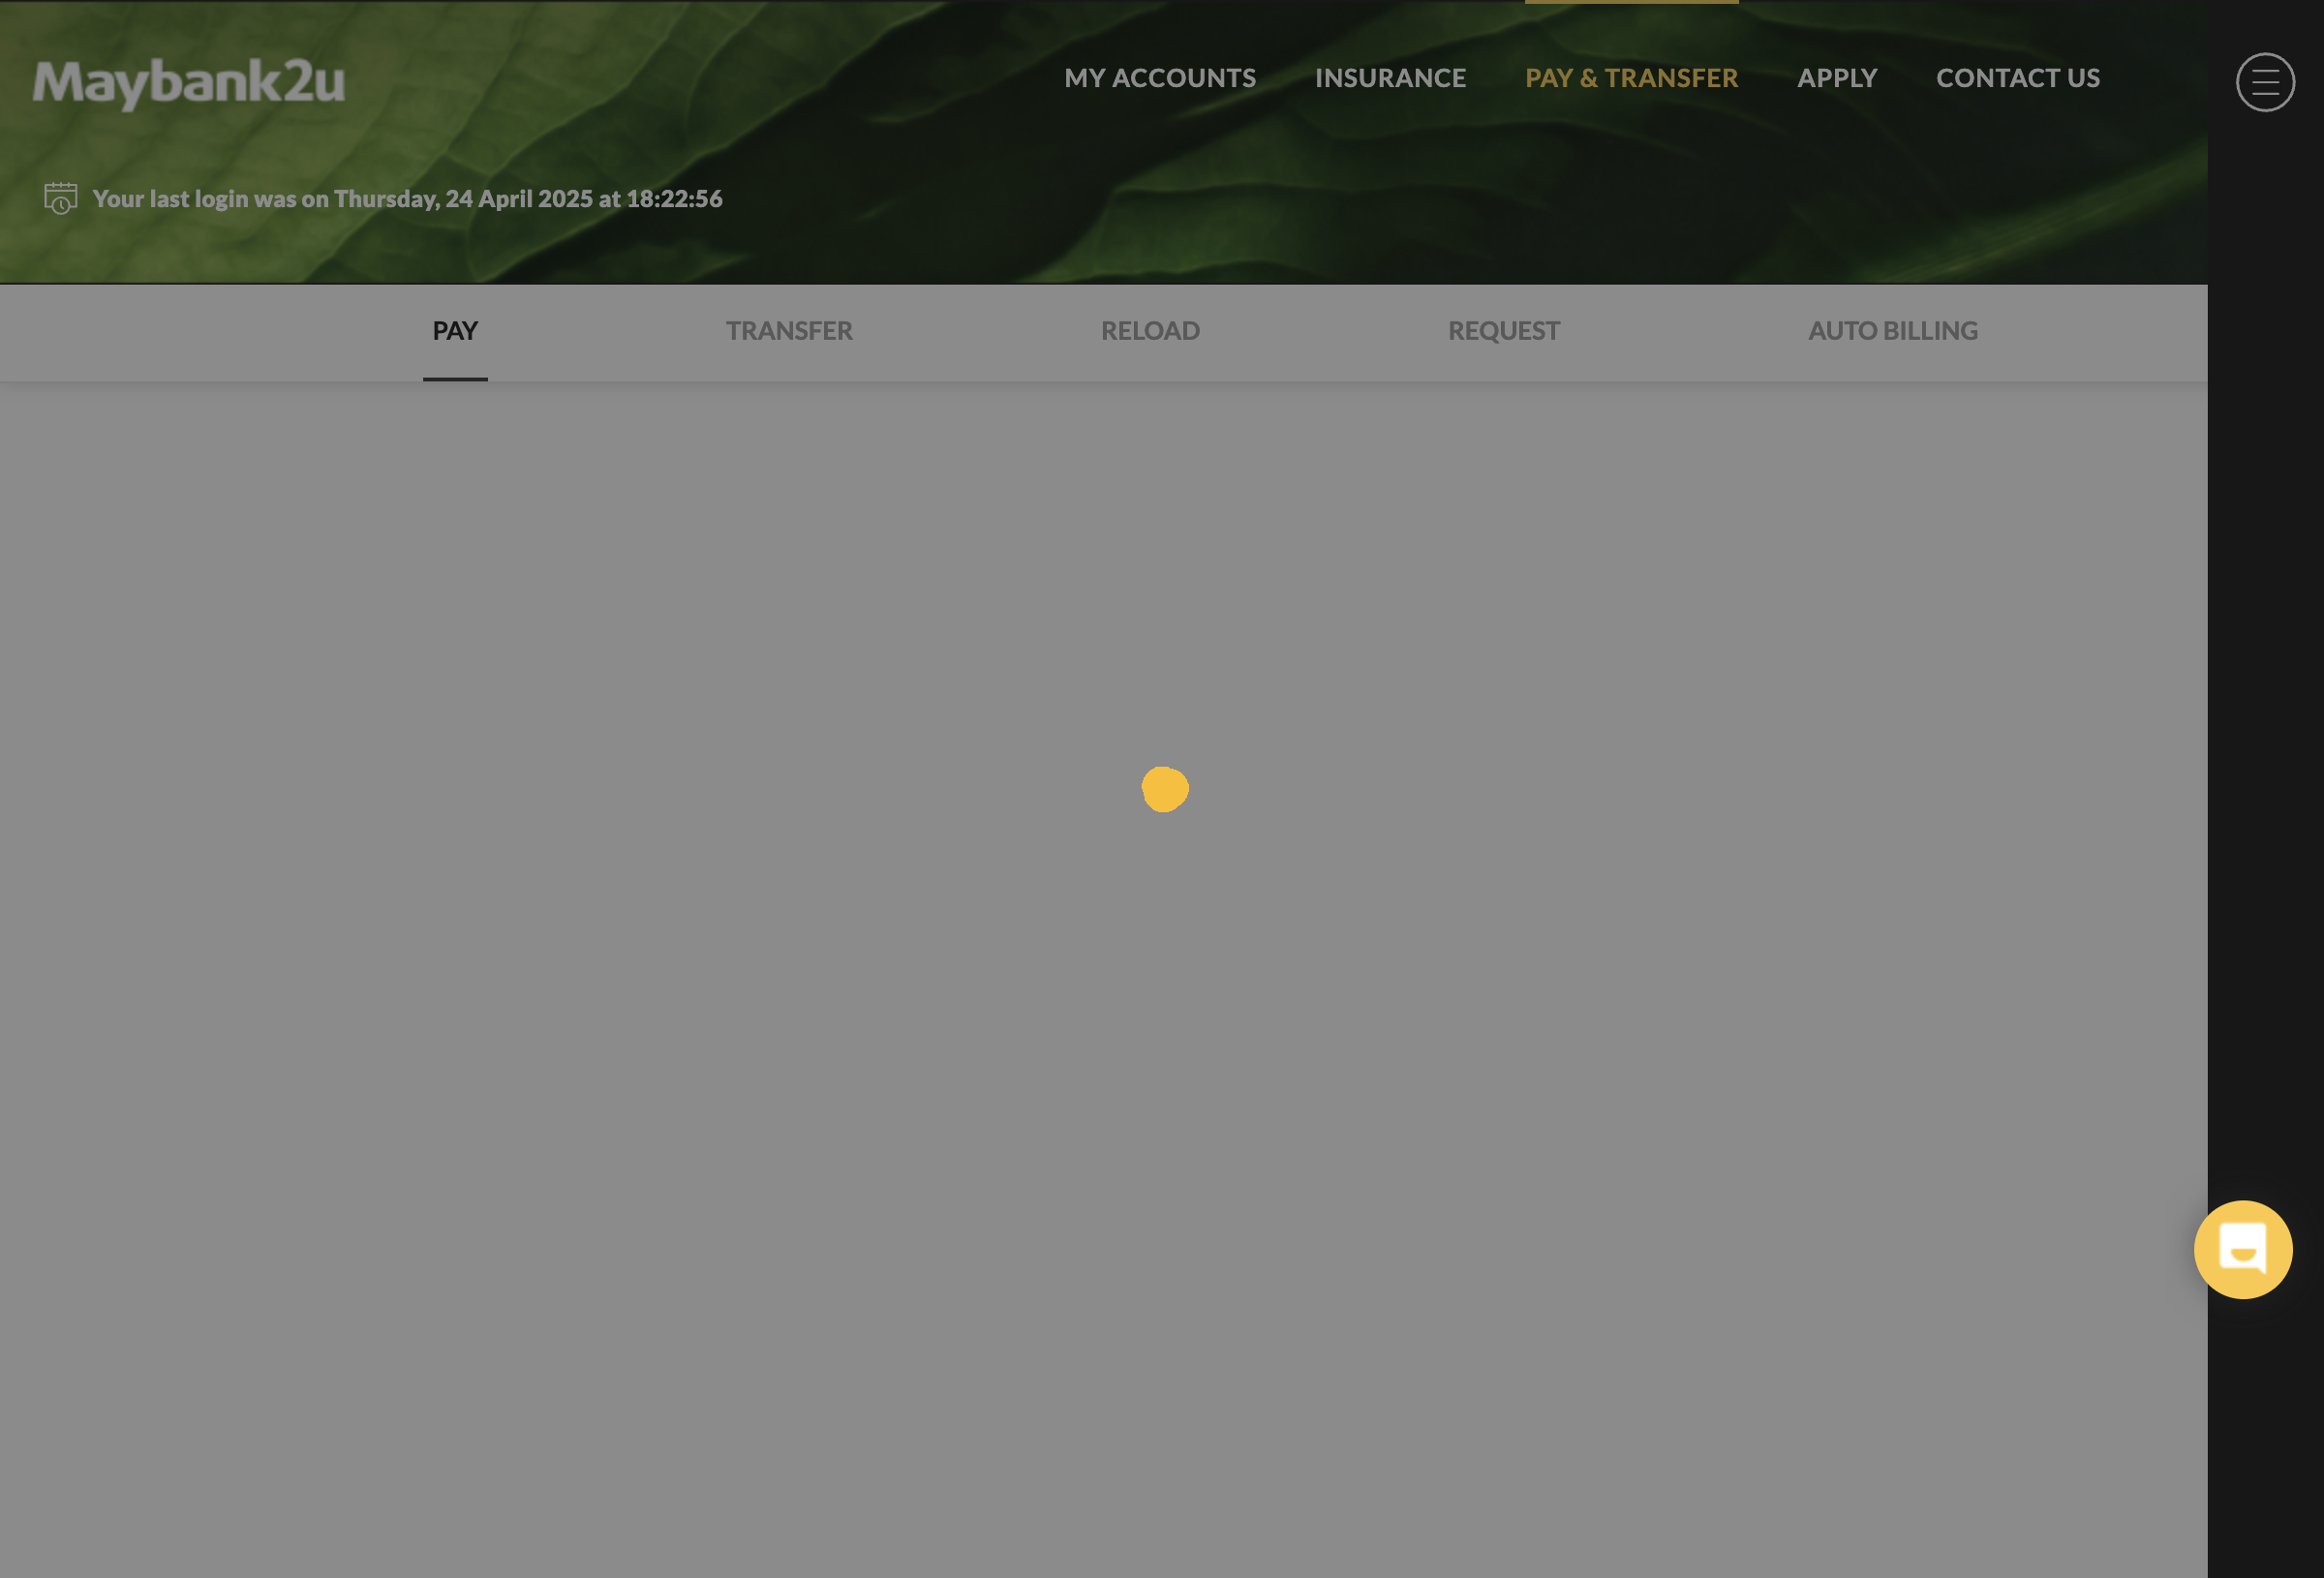 Maybank2u
MY ACCOUNTS INSURANCE PAY & TRANSFER APPLY CONTACT US
Your last login was on Thursday, 24 April 2025 at 18:22:56
PAY TRANSFER RELOAD REQUEST AUTO BILLING